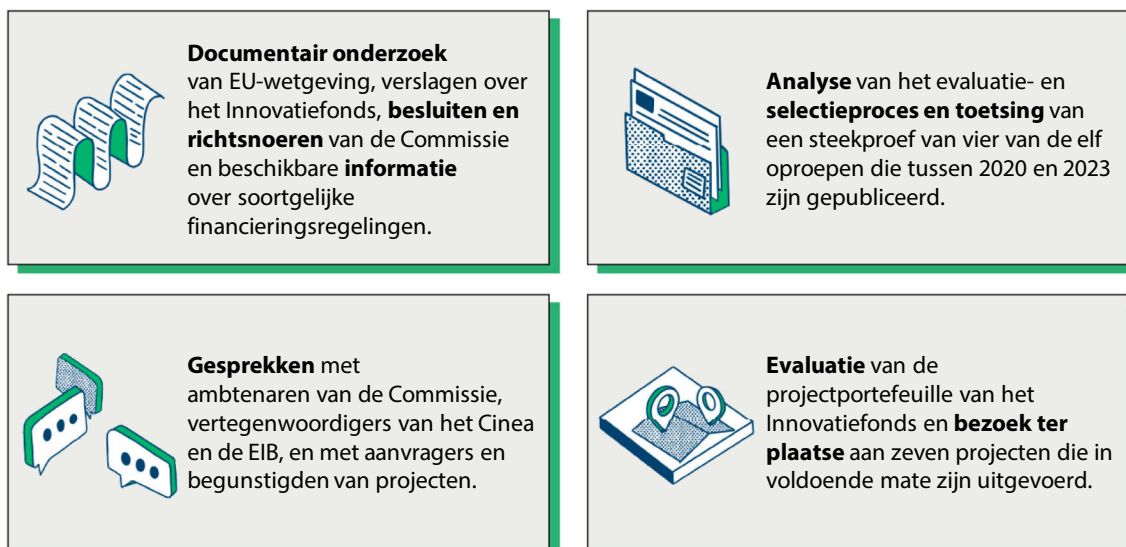 Documentair onderzoek
van EU-wetgeving, verslagen over
het Innovatiefonds, besluiten en
richtsnoeren van de Commissie
en beschikbare informatie
over soortgelijke
financieringsregelingen.
Analyse van het evaluatie- en
selectieproces en toetsing van
een steekproef van vier van de elf
oproepen die tussen 2020 en 2023
zijn gepubliceerd.
Gesprekken met
ambtenaren van de Commissie,
vertegenwoordigers van het Cinea
en de EIB, en met aanvragers en
begunstigden van projecten.
Evaluatie van de
projectportefeuille van het
Innovatiefonds en bezoek ter
plaatse aan zeven projecten die in
voldoende mate zijn uitgevoerd.